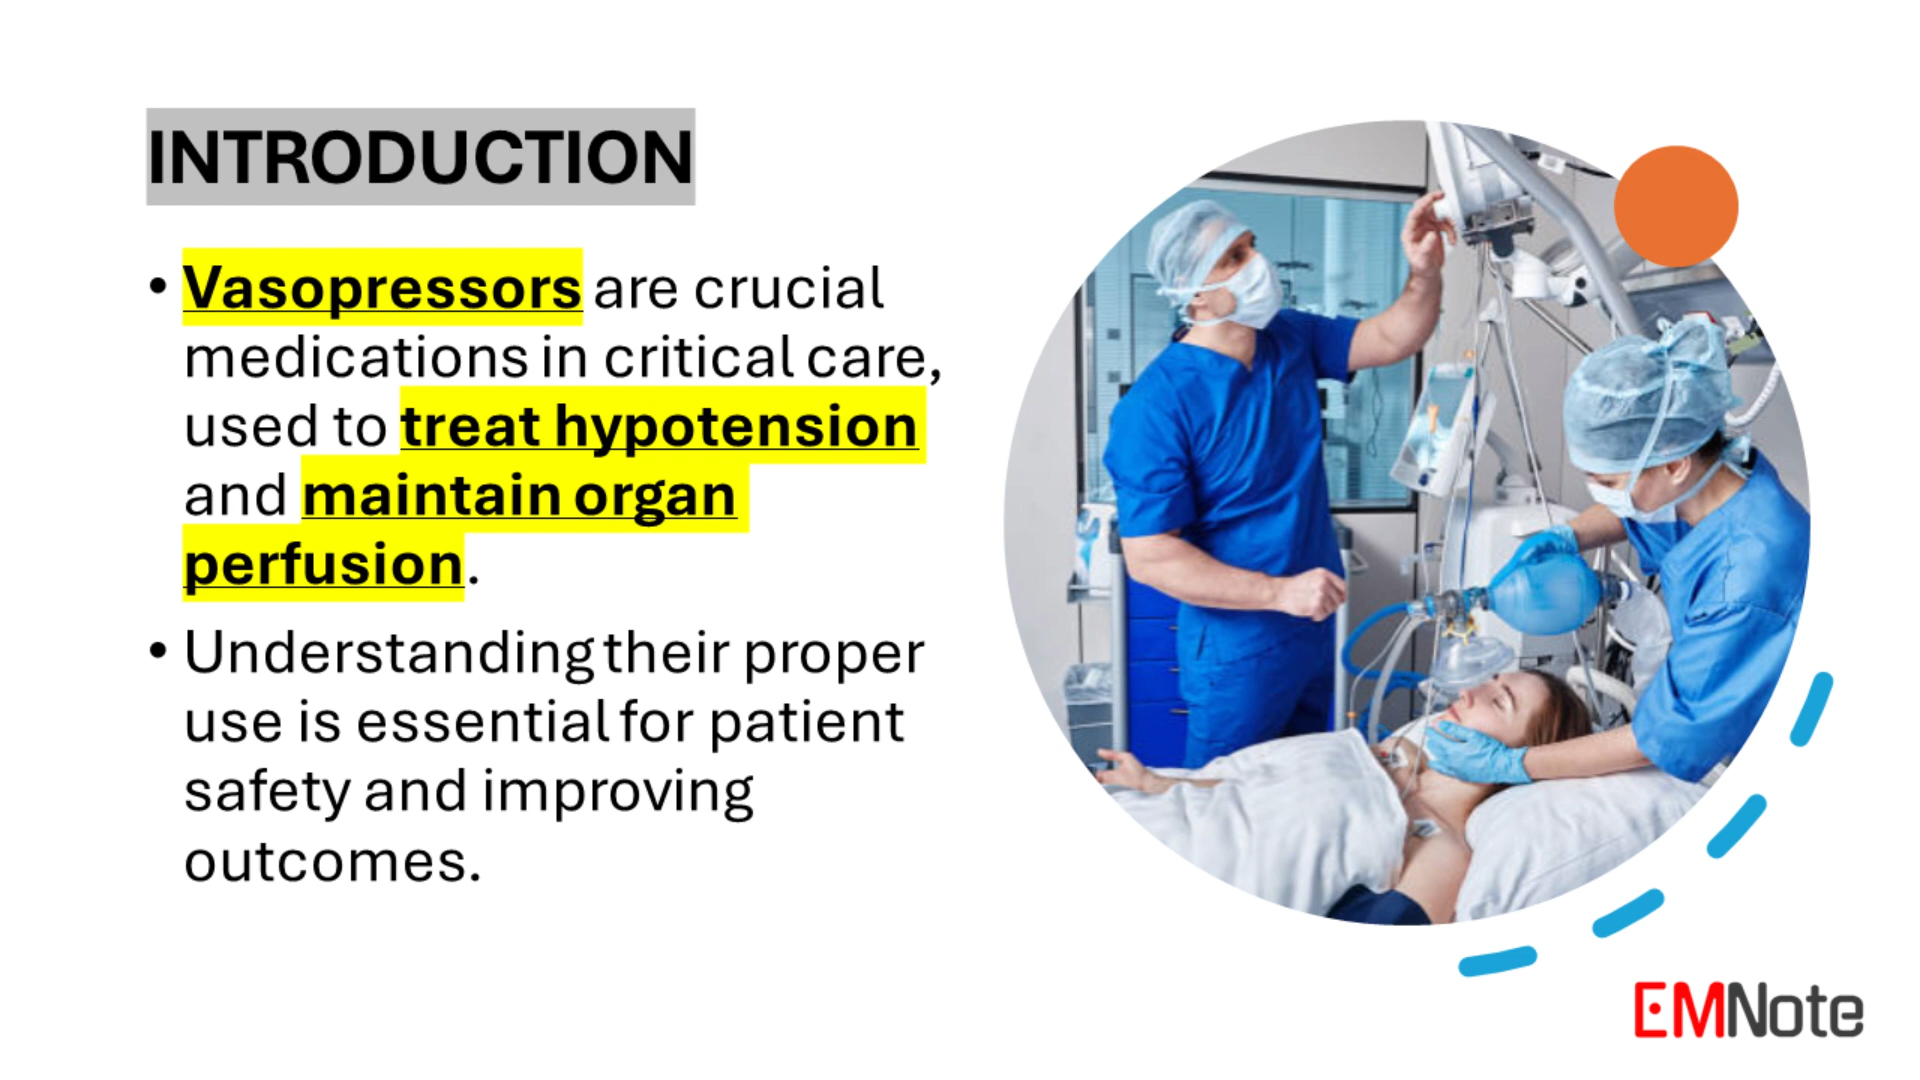 INTRODUCTION
• Vasopressors are crucial
medications in critical care,
used to treat hypotension
and maintain organ
perfusion.
• Understanding their proper
use is essential for patient
safety and improving
outcomes.
EMNote